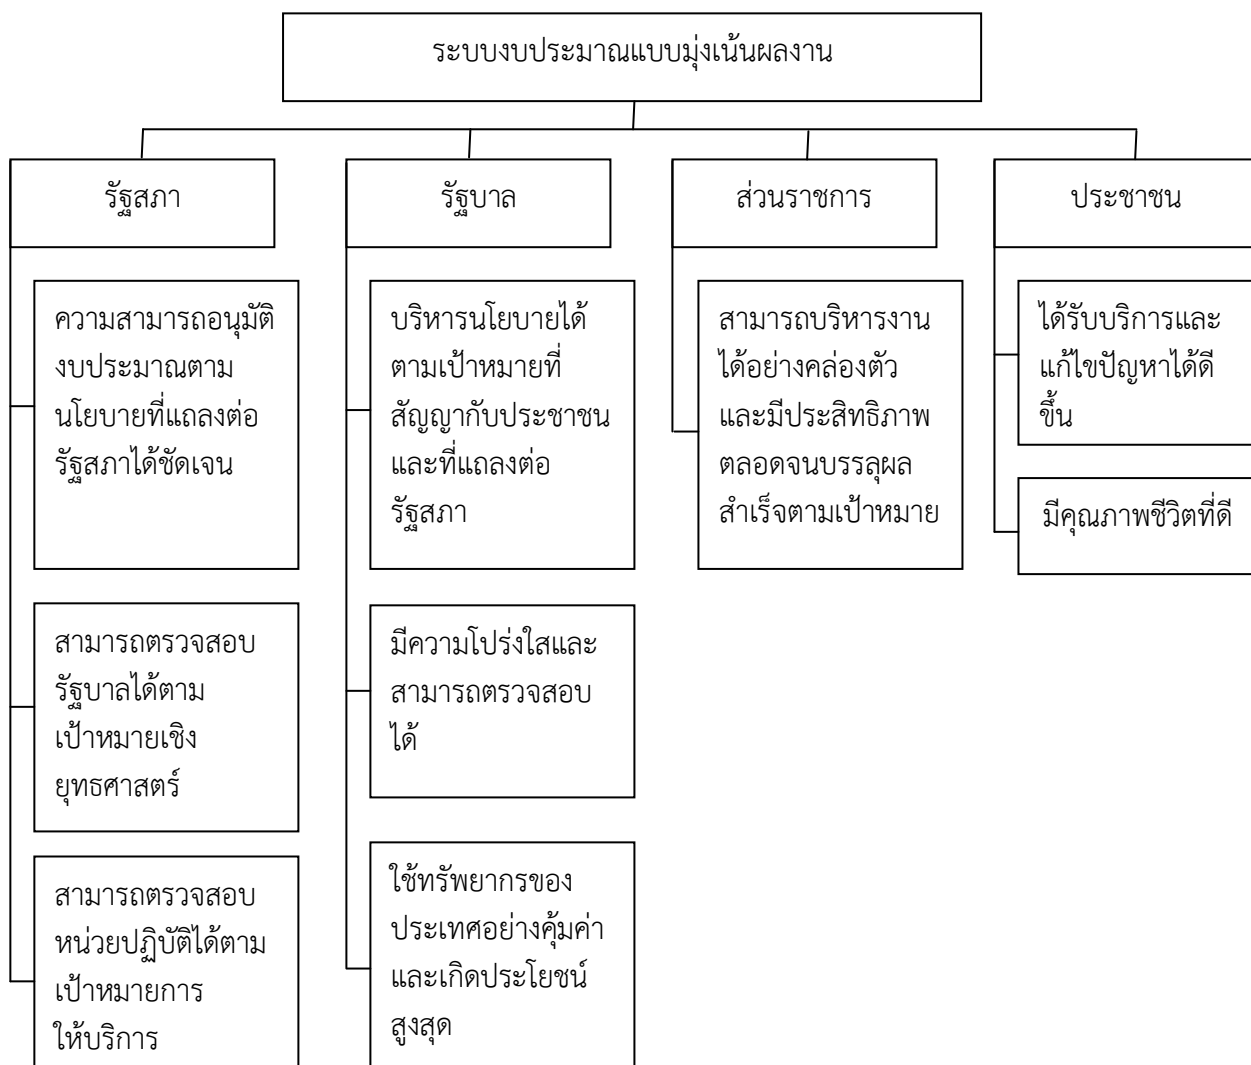 ระบบงบประมาณแบบมุ่งเน้นผลงาน
รัฐสภา
ความสามารถอนุมัติ
งบประมาณตาม
นโยบายที่แถลงต่อ
รัฐสภาได้ชัดเจน
สามารถตรวจสอบ
รัฐบาลได้ตาม
เป้าหมายเชิง
ยุทธศาสตร์
สามารถตรวจสอบ
หน่วยปฏิบัติได้ตาม
เป้าหมายการ
ให้บริการ
รัฐบาล
บริหารนโยบายได้
ตามเป้าหมายที่
สัญญากับประชาชน
และที่แถลงต่อ
รัฐสภา
มีความโปร่งใสและ
สามารถตรวจสอบ
ได้
ใช้ทรัพยากรของ
ประเทศอย่างคุ้มค่า
และเกิดประโยชน์
สูงสุด
ส่วนราชการ
สามารถบริหารงาน
ได้อย่างคล่องตัว
และมีประสิทธิภาพ
ตลอดจนบรรลุผล
สำเร็จตามเป้าหมาย
ประชาชน
ได้รับบริการและ
แก้ไขปัญหาได้ดี
ขึ้น
มีคุณภาพชีวิตที่ดี